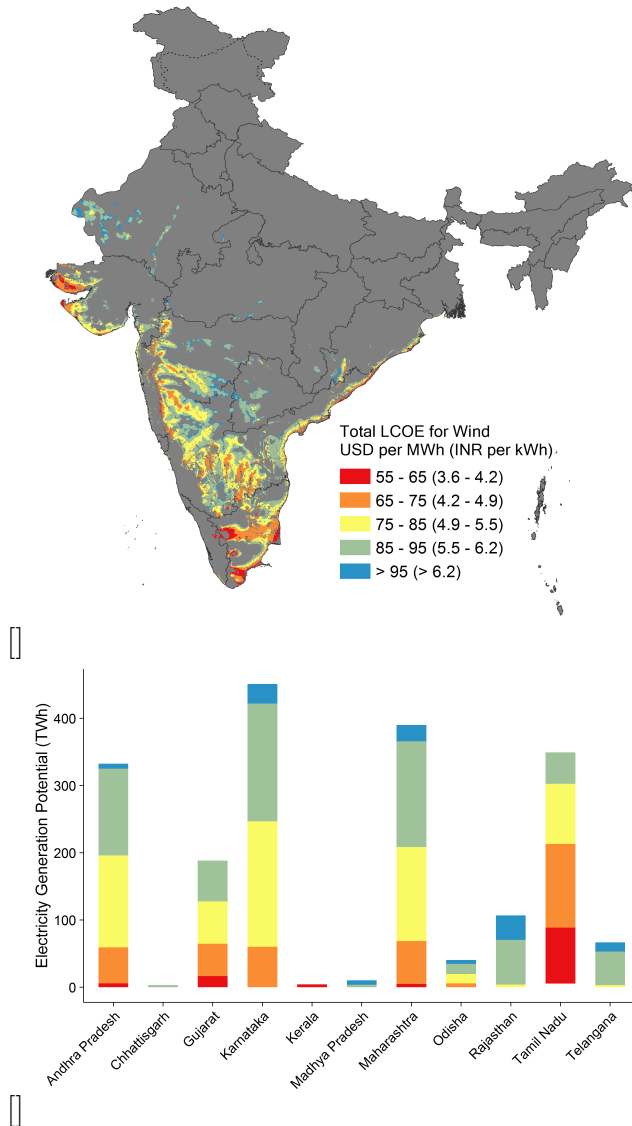 Total LCOE for Wind
USD per MWh (INR per kWh)
55 - 65 (3.6 - 4.2)
65 - 75 (4.2 - 4.9)
75 - 85 (4.9 - 5.5)
85 - 95 (5.5 - 6.2)
> 95 (> 6.2)
[]
Electricity Generation Potential (TWh)
400
300
200
100
0
Andhra Pradesh
Chhattisgarh
Gujarat
Karnataka
Kerala
Madhya Pradesh
Maharashtra
Odisha
Rajasthan
Tamil Nadu
Telangana
[]